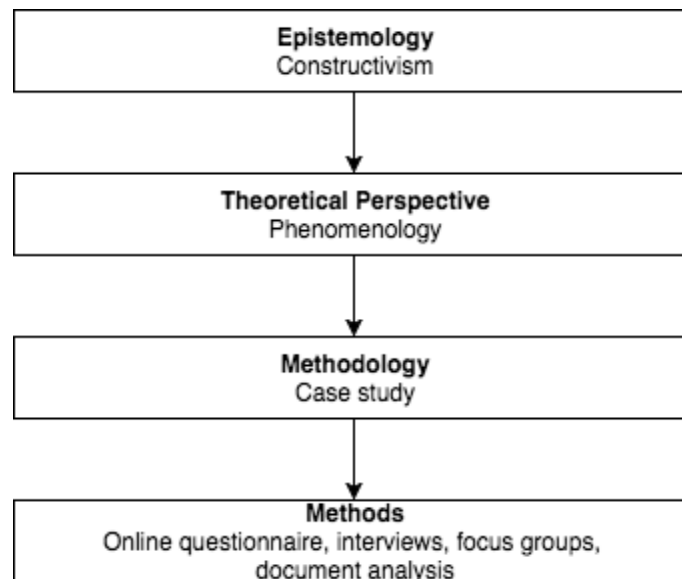 Epistemology
Constructivism
Theoretical Perspective
Phenomenology
Methodology
Case study
Methods
Online questionnaire, interviews, focus groups,
document analysis